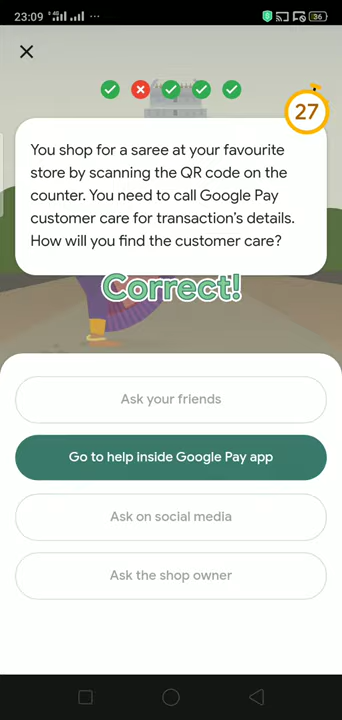 23:09 4G ... 36
27
You shop for a saree at your favourite
store by scanning the QR code on the
counter. You need to call Google Pay
customer care for transaction's details.
How will you find the customer care?
Correct!
Ask your friends
Go to help inside Google Pay app
Ask on social media
Ask the shop owner